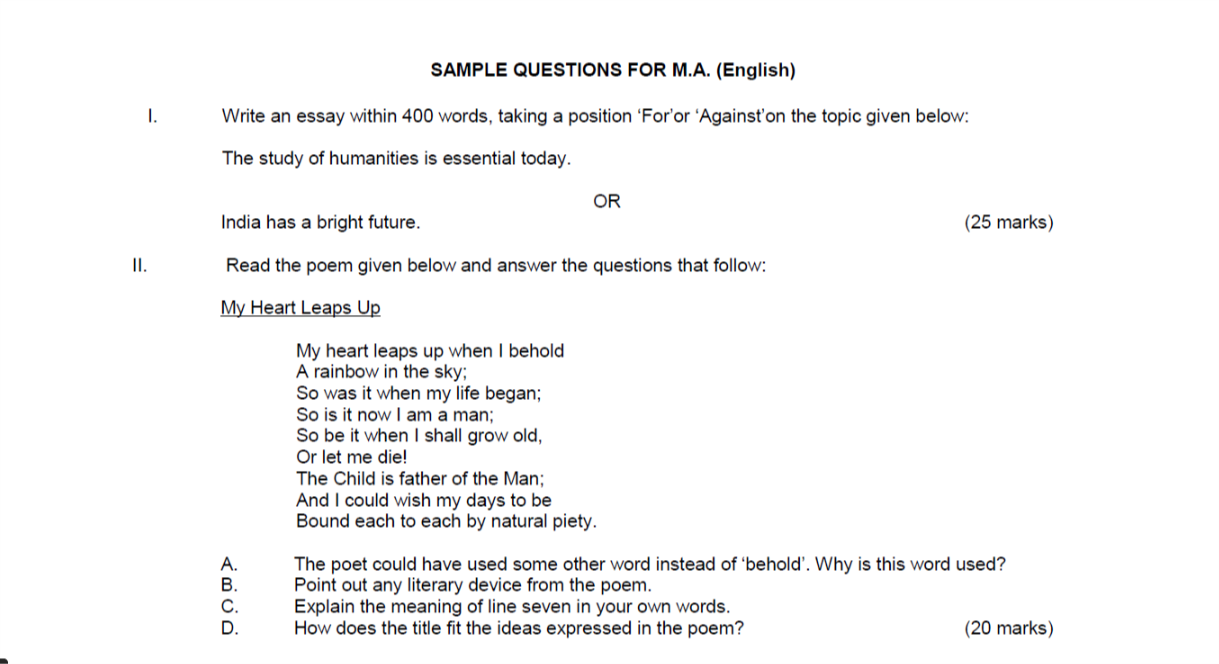 SAMPLE QUESTIONS FOR M.A. (English)
I. Write an essay within 400 words, taking a position ‘For’or ‘Against’on the topic given below:
The study of humanities is essential today.
OR
India has a bright future. (25 marks)
II. Read the poem given below and answer the questions that follow:
My Heart Leaps Up
My heart leaps up when I behold
A rainbow in the sky;
So was it when my life began;
So is it now I am a man;
So be it when I shall grow old,
Or let me die!
The Child is father of the Man;
And I could wish my days to be
Bound each to each by natural piety.
A. The poet could have used some other word instead of ‘behold’. Why is this word used?
B. Point out any literary device from the poem.
C. Explain the meaning of line seven in your own words.
D. How does the title fit the ideas expressed in the poem? (20 marks)